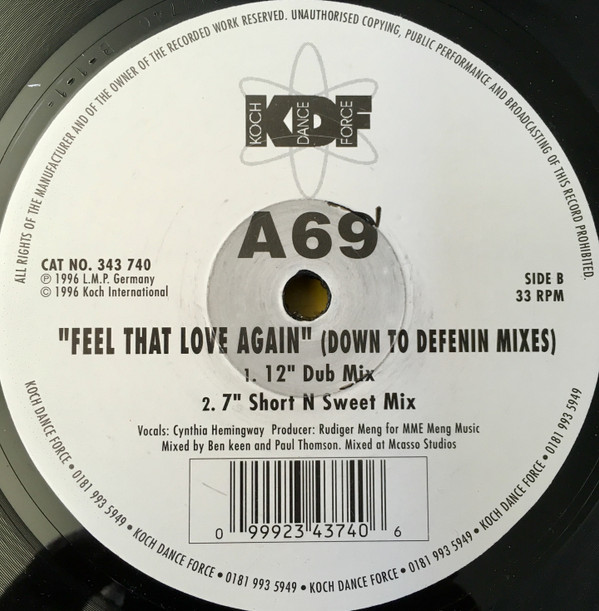 ALL RIGHTS OF THE MANUFACTURER AND OF THE OWNER OF THE RECORDED WORK RESERVED. UNAUTHORISED COPYING, PUBLIC PERFORMANCE AND BROADCASTING OF THIS RECORD PROHIBITED.
KOCH
KDF
DANCE
FORCE
A69
CAT NO. 343 740
℗ 1996 L.M.P. Germany
© 1996 Koch International
SIDE B
33 RPM
"FEEL THAT LOVE AGAIN" (DOWN TO DEFENIN MIXES)
1. 12" Dub Mix
2. 7" Short N Sweet Mix
Vocals: Cynthia Hemingway Producer: Rudiger Meng for MME Meng Music
Mixed by Ben keen and Paul Thomson. Mixed at Mcasso Studios
0 99923 43740 6
KOCH DANCE FORCE • 0181 993 5949 • KOCH DANCE FORCE • 0181 993 5949 • KOCH DANCE FORCE • 0181 993 5949 • KOCH DANCE FORCE • 0181 993 5949